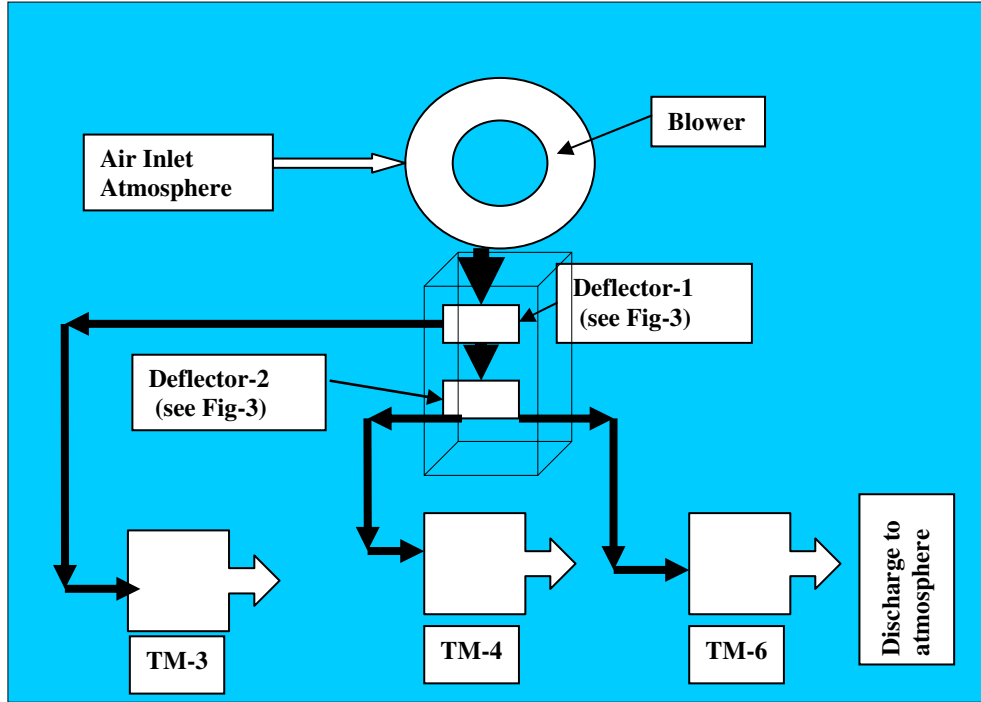 Blower
Air Inlet
Atmosphere
Deflector-1
(see Fig-3)
Deflector-2
(see Fig-3)
TM-3
TM-4
TM-6
Discharge to
atmosphere